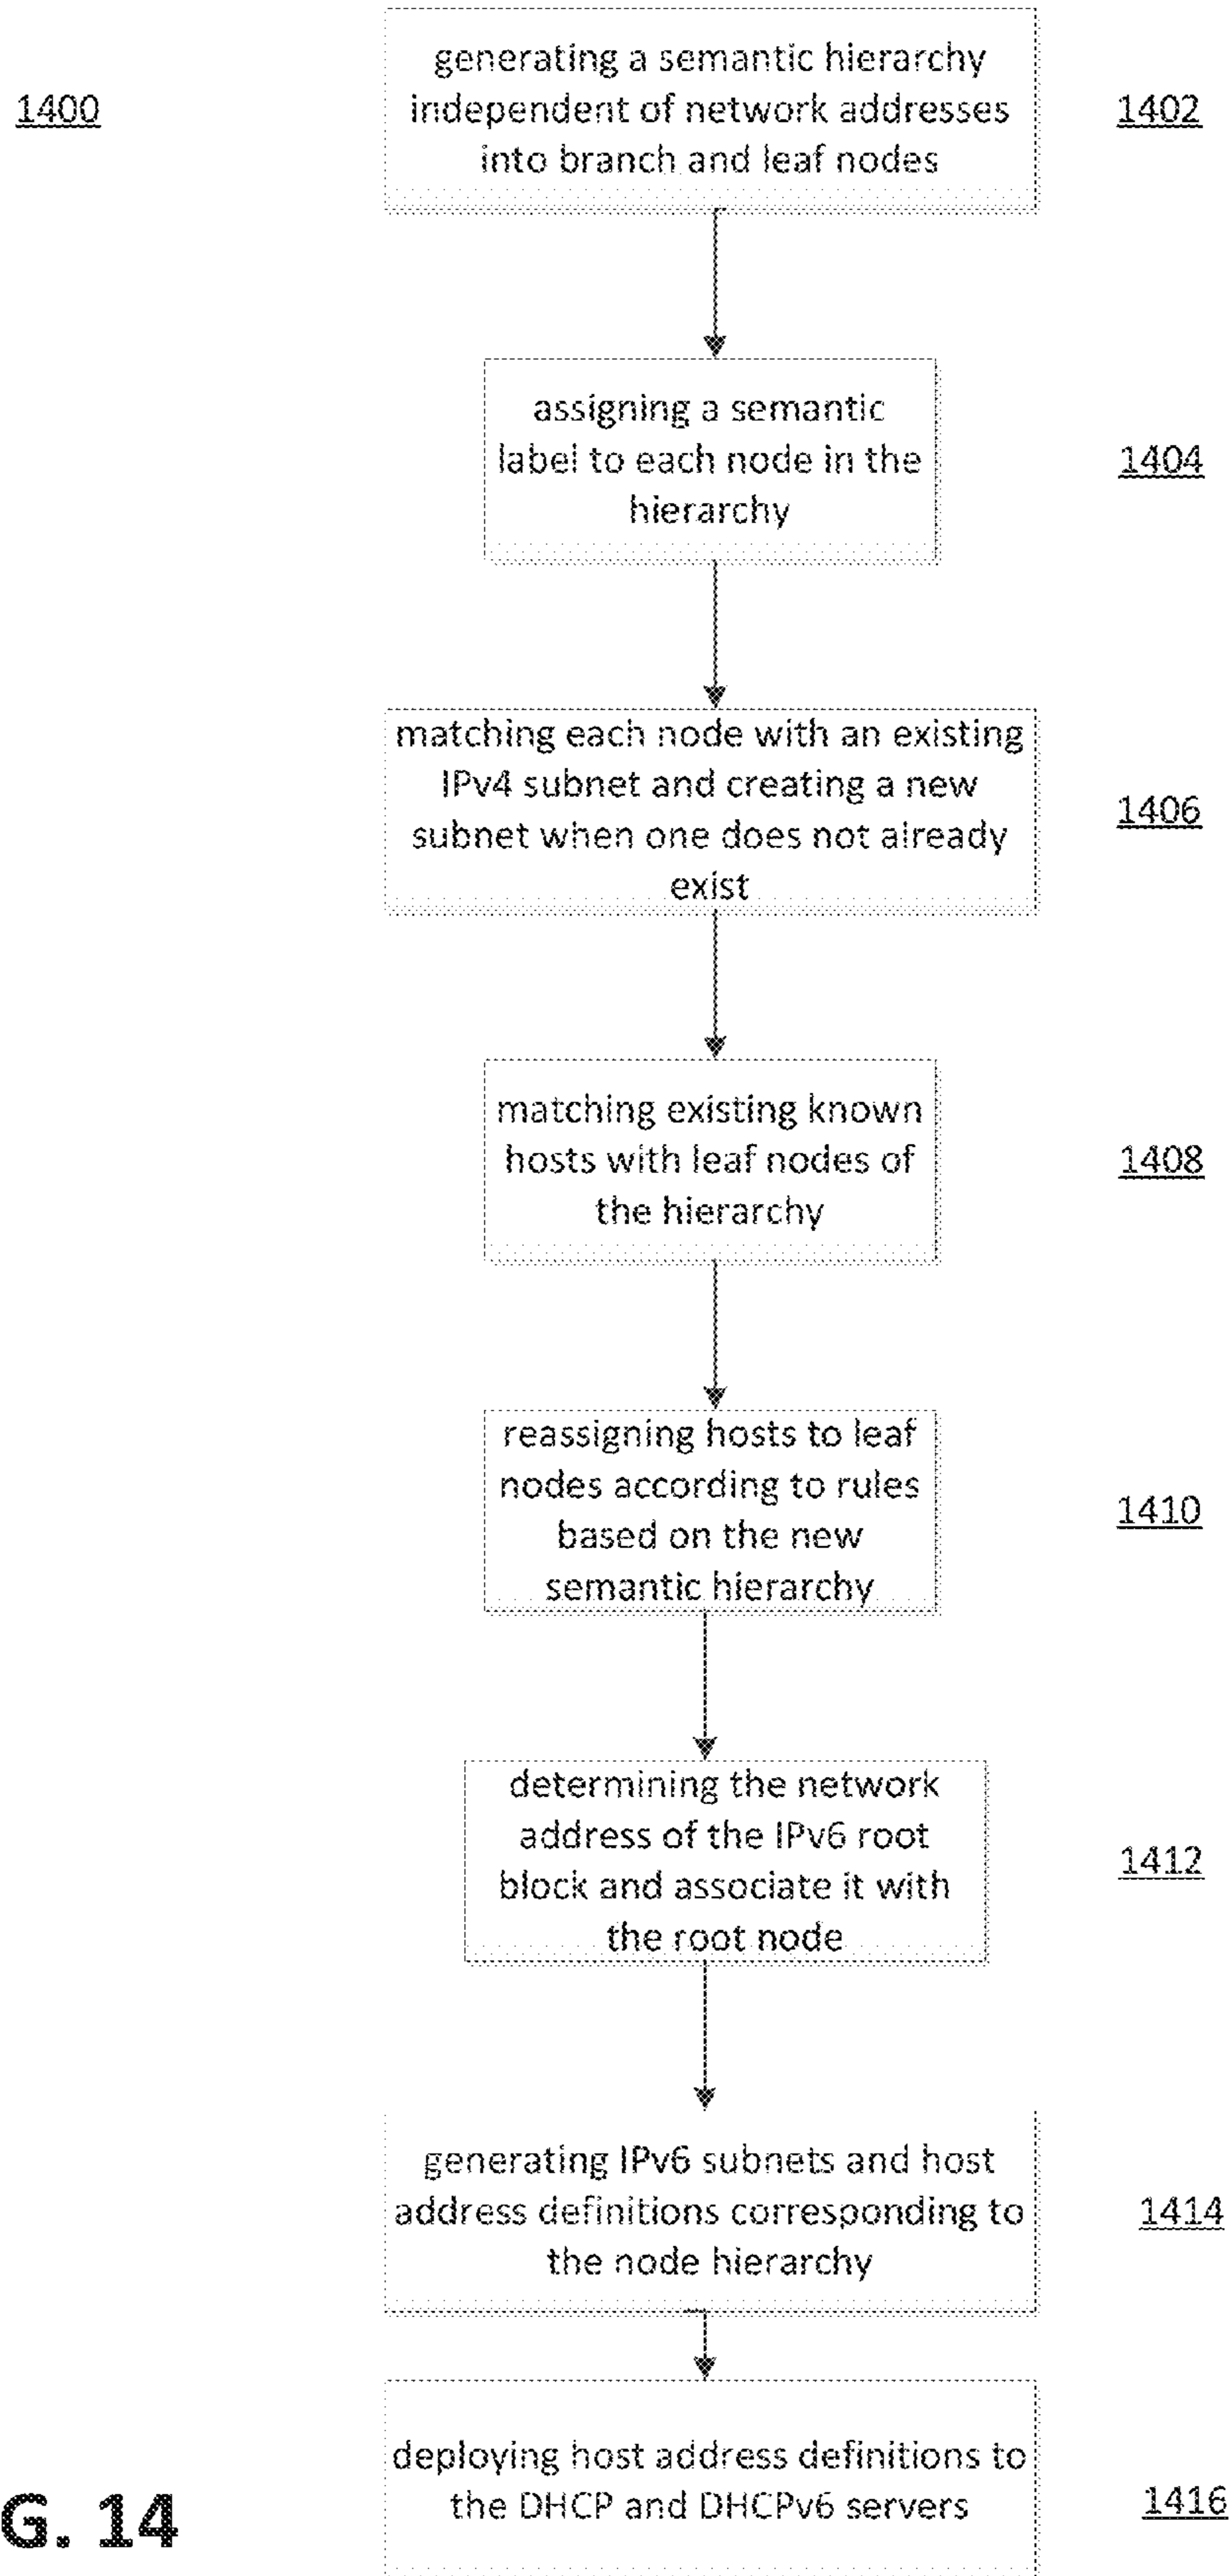 generating a semantic hierarchy
1400
independent of network addresses
1402
into branch and leaf nodes
assigning a semantic
label to each node in the
1404
hierarchy
matching each node with an existing
IPv4 subnet and creating a new
1406
subnet when one does not already
exist
matching existing known
hosts with leaf nodes of
1408
the hierarchy
reassigning hosts to leaf
nodes according to rules
1410
based on the new
semantic hierarchy
determining the network
address of the IPv6 root
1412
block and associate it with
the root node
generating IPv6 subnets and host
address definitions corresponding to
1414
the node hierarchy
deploying host address definitions to
the DHCP and DHCPv6 servers
1416
G. 14